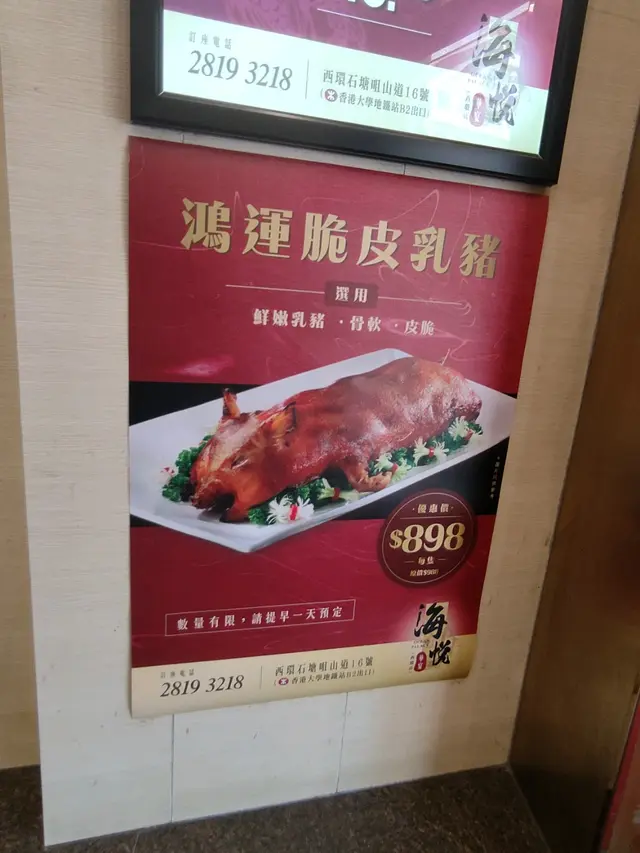 訂座電話
2819 3218
西環石塘咀山道16號
(香港大學地鐵站B2出口)
海悅
鴻運脆皮乳豬
選用
鮮嫩乳豬 ·骨軟 ·皮脆
·優惠價·
$898
每隻
原價$988
數量有限，請提早一天預定
海悅
訂座電話
2819 3218
西環石塘咀山道16號
(香港大學地鐵站B2出口)